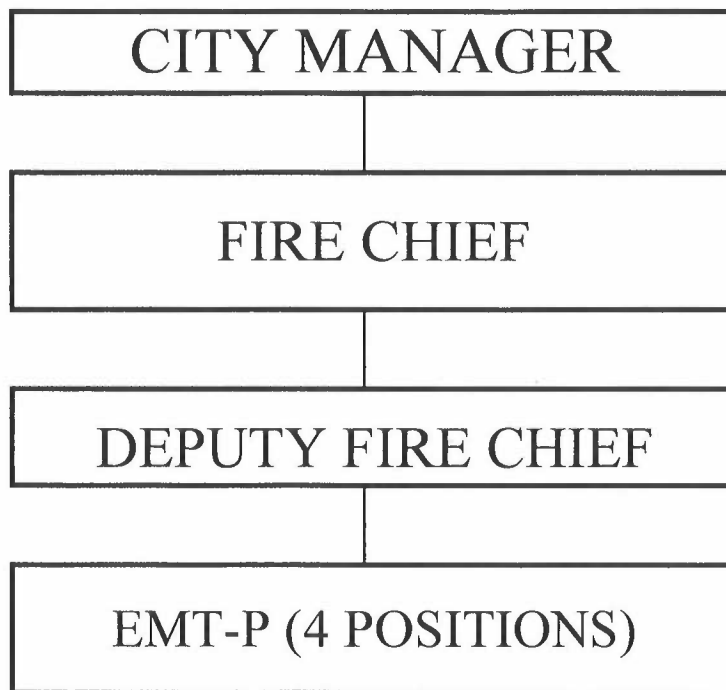 CITY MANAGER
FIRE CHIEF
DEPUTY FIRE CHIEF
EMT-P (4 POSITIONS)